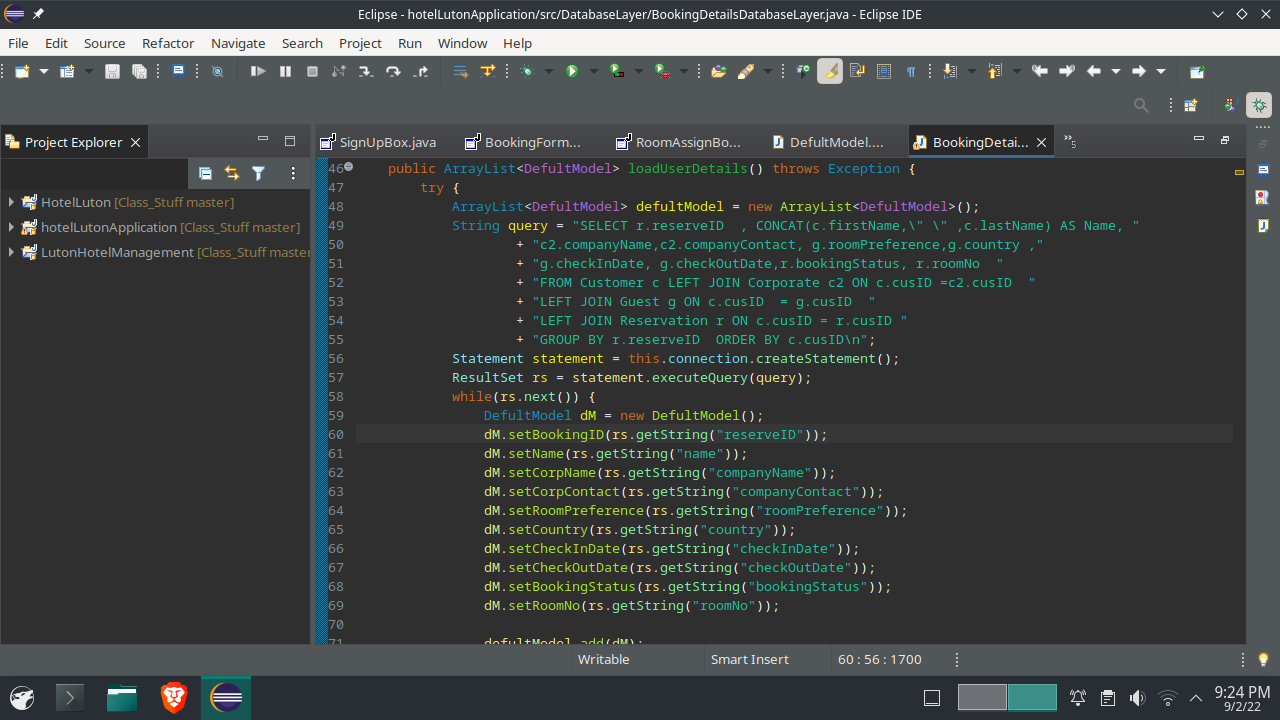 Eclipse - hotelLutonApplication/src/DatabaseLayer/BookingDetailsDatabaseLayer.java - Eclipse IDE
File Edit Source Refactor Navigate Search Project Run Window Help
Project Explorer
SignUpBox.java BookingForm... RoomAssignBo... DefultModel.... BookingDetai... »5
HotelLuton [Class_Stuff master]
hotelLutonApplication [Class_Stuff master]
LutonHotelManagement [Class_Stuff master
46 public ArrayList<DefultModel> loadUserDetails() throws Exception {
47 try {
48 ArrayList<DefultModel> defultModel = new ArrayList<DefultModel>();
49 String query = "SELECT r.reserveID  , CONCAT(c.firstName,\" \" ,c.lastName) AS Name, "
50 + "c2.companyName,c2.companyContact, g.roomPreference,g.country ,"
51 + "g.checkInDate, g.checkOutDate,r.bookingStatus, r.roomNo  "
52 + "FROM Customer c LEFT JOIN Corporate c2 ON c.cusID =c2.cusID  "
53 + "LEFT JOIN Guest g ON c.cusID  = g.cusID  "
54 + "LEFT JOIN Reservation r ON c.cusID = r.cusID "
55 + "GROUP BY r.reserveID  ORDER BY c.cusID\n";
56 Statement statement = this.connection.createStatement();
57 ResultSet rs = statement.executeQuery(query);
58 while(rs.next()) {
59 DefultModel dM = new DefultModel();
60 dM.setBookingID(rs.getString("reserveID"));
61 dM.setName(rs.getString("name"));
62 dM.setCorpName(rs.getString("companyName"));
63 dM.setCorpContact(rs.getString("companyContact"));
64 dM.setRoomPreference(rs.getString("roomPreference"));
65 dM.setCountry(rs.getString("country"));
66 dM.setCheckInDate(rs.getString("checkInDate"));
67 dM.setCheckOutDate(rs.getString("checkOutDate"));
68 dM.setBookingStatus(rs.getString("bookingStatus"));
69 dM.setRoomNo(rs.getString("roomNo"));
70
71 defultModel.add(dM);
Writable Smart Insert 60 : 56 : 1700
9:24 PM
9/2/22